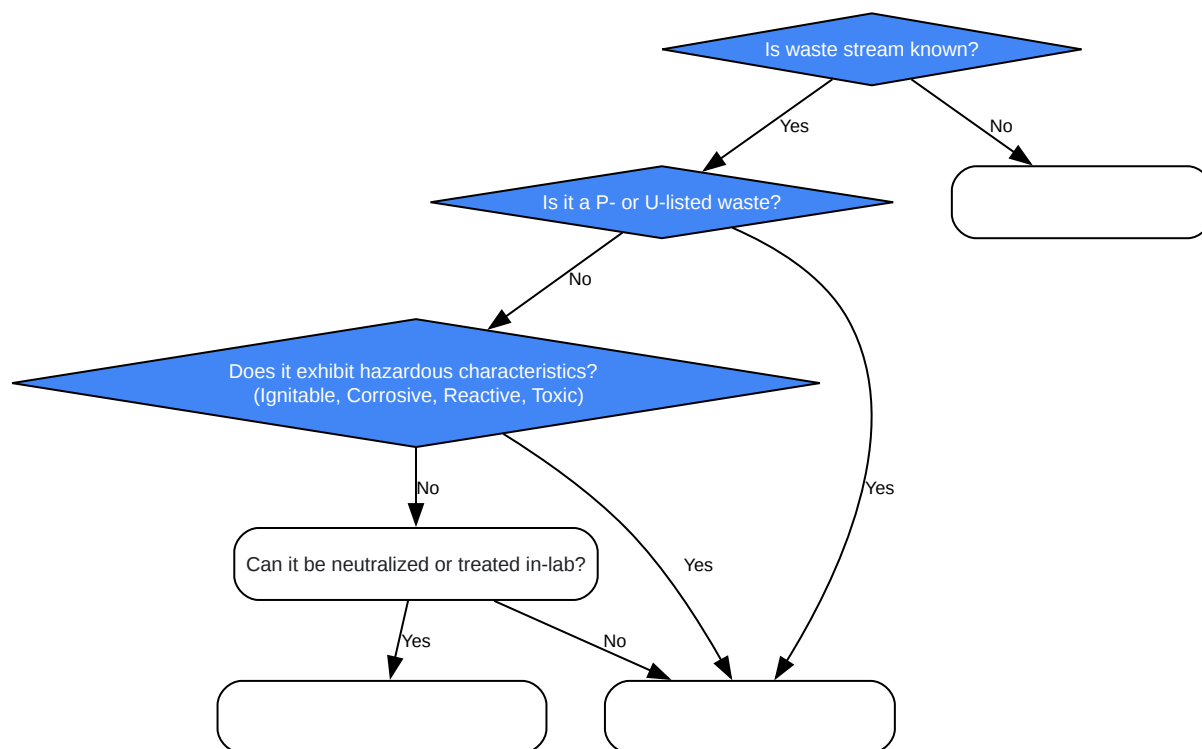 Is waste stream known?
Yes
No
Is it a P- or U-listed waste?
No
Does it exhibit hazardous characteristics?
(Ignitable, Corrosive, Reactive, Toxic)
No
Yes
Yes
Can it be neutralized or treated in-lab?
Yes
No